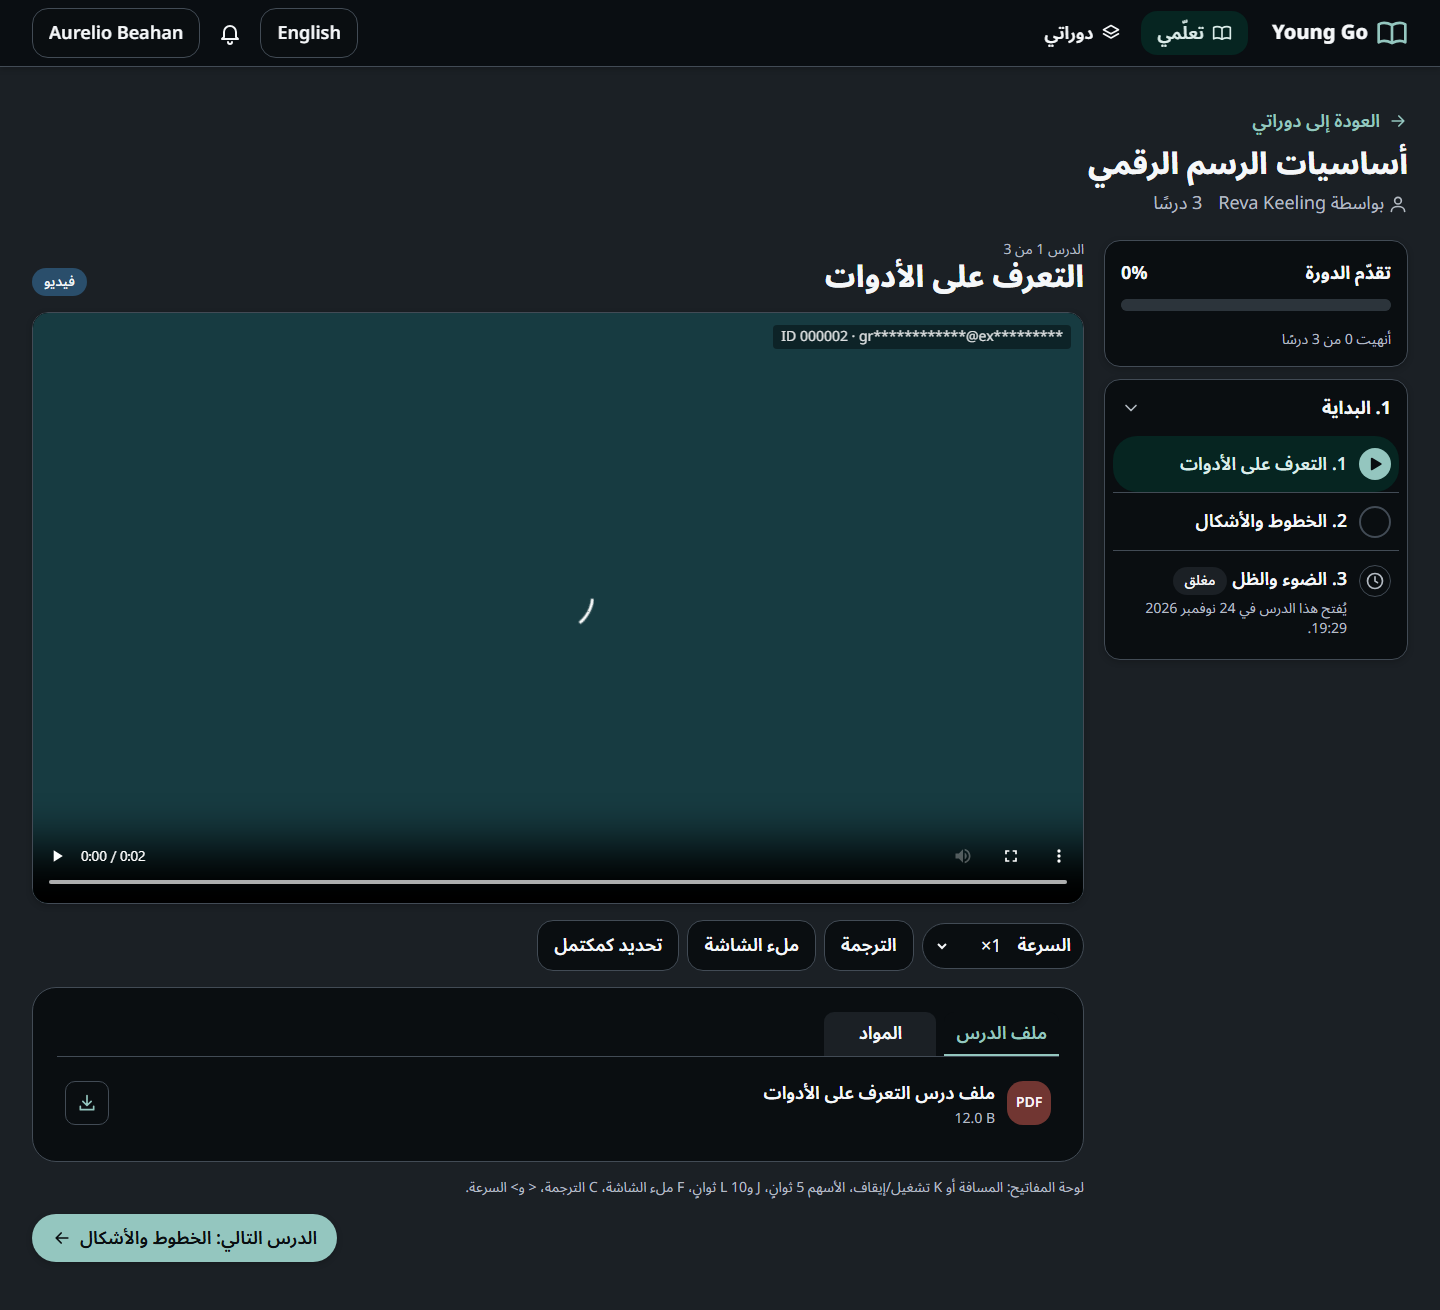 Young Go
تعلّمي
دوراتي
English
Aurelio Beahan
العودة إلى دوراتي
أساسيات الرسم الرقمي
بواسطة Reva Keeling 3 درسًا
تقدّم الدورة 0%
أنهيت 0 من 3 درسًا
1. البداية
1. التعرف على الأدوات
2. الخطوط والأشكال
3. الضوء والظل مغلق
يُفتح هذا الدرس في 24 نوفمبر 2026
19:29.
الدرس 1 من 3
التعرف على الأدوات
فيديو
ID 000002 · gr************@ex*********
0:00 / 0:02
السرعة 1×
الترجمة
ملء الشاشة
تحديد كمكتمل
ملف الدرس
المواد
PDF
ملف درس التعرف على الأدوات
12.0 B
لوحة المفاتيح: المسافة أو K تشغيل/إيقاف، الأسهم 5 ثوانٍ، J و10 L ثوانٍ، F ملء الشاشة، C الترجمة، < و> السرعة.
الدرس التالي: الخطوط والأشكال